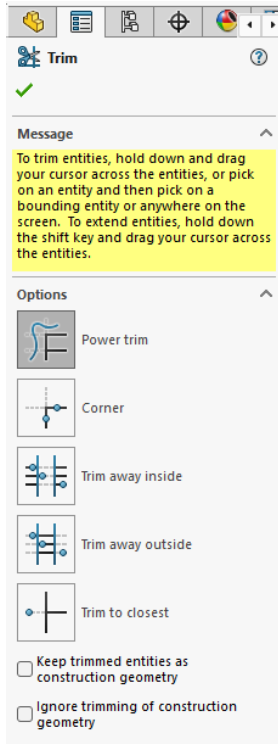 Trim
Message
To trim entities, hold down and drag
your cursor across the entities, or pick
on an entity and then pick on a
bounding entity or anywhere on the
screen.  To extend entities, hold down
the shift key and drag your cursor across
the entities.
Options
Power trim
Corner
Trim away inside
Trim away outside
Trim to closest
Keep trimmed entities as
construction geometry
Ignore trimming of construction
geometry